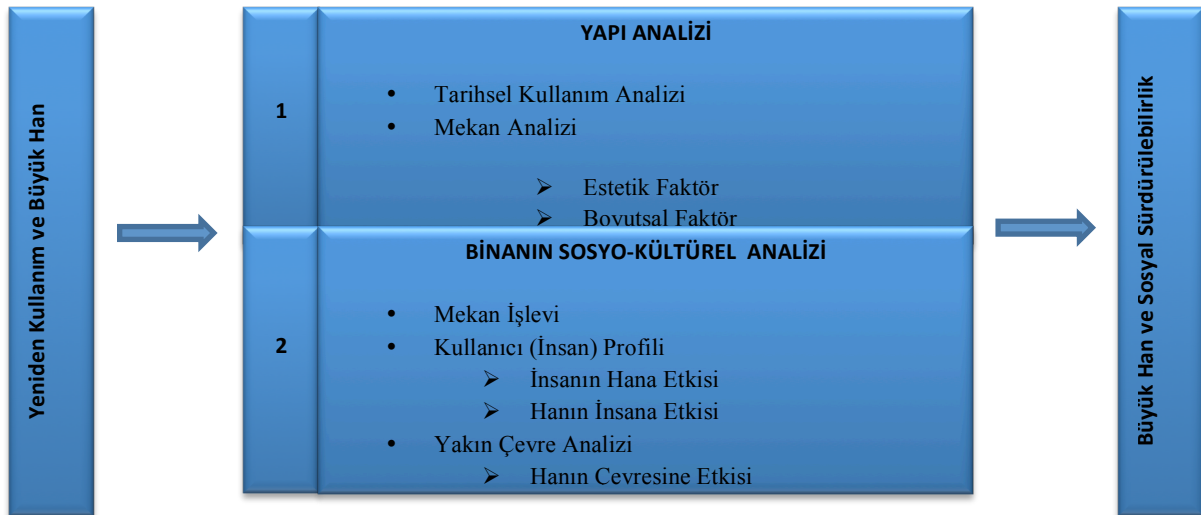 Yeniden Kullanım ve Büyük Han
1
YAPI ANALİZİ
• Tarihsel Kullanım Analizi
• Mekan Analizi
➢ Estetik Faktör
➢ Boyutsal Faktör
2
BİNANIN SOSYO-KÜLTÜREL ANALİZİ
• Mekan İşlevi
• Kullanıcı (İnsan) Profili
➢ İnsanın Hana Etkisi
➢ Hanın İnsana Etkisi
• Yakın Çevre Analizi
➢ Hanın Çevresine Etkisi
Büyük Han ve Sosyal Sürdürülebilirlik